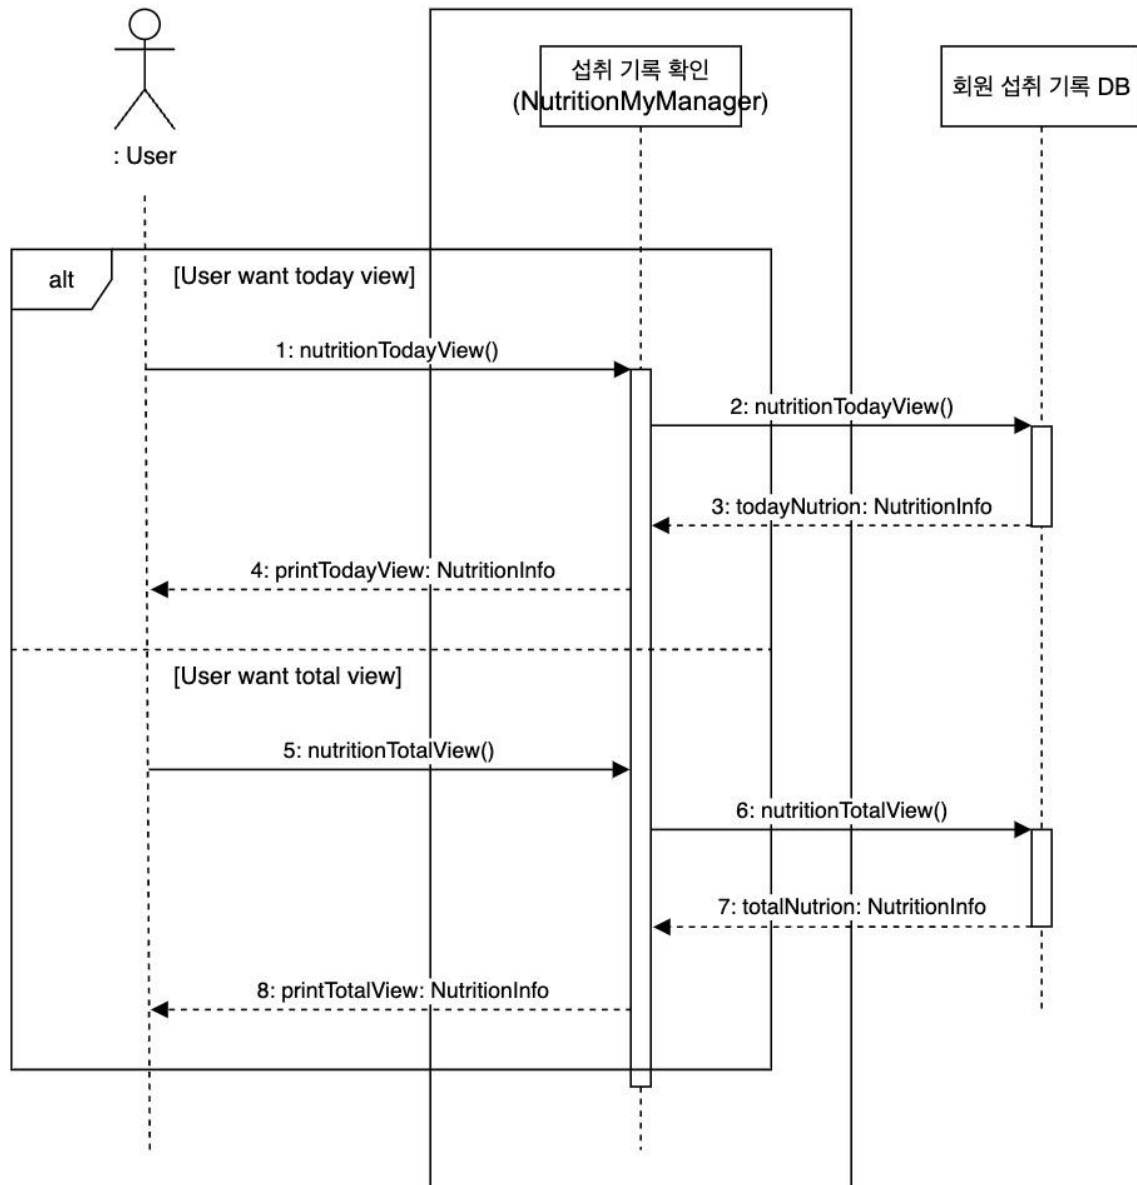 섭취 기록 확인
(NutritionMyManager)
회원 섭취 기록 DB
: User
alt
[User want today view]
1: nutritionTodayView()
2: nutritionTodayView()
3: todayNutrion: NutritionInfo
4: printTodayView: NutritionInfo
[User want total view]
5: nutritionTotalView()
6: nutritionTotalView()
7: totalNutrion: NutritionInfo
8: printTotalView: NutritionInfo